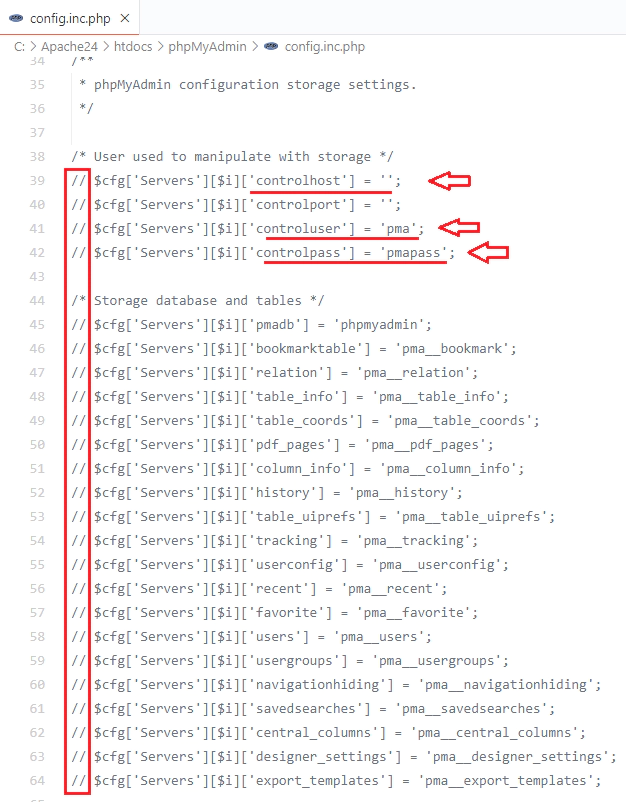 config.inc.php ×
C: > Apache24 > htdocs > phpMyAdmin > config.inc.php
34 /**
35 * phpMyAdmin configuration storage settings.
36 */
37
38 /* User used to manipulate with storage */
39 // $cfg['Servers'][$i]['controlhost'] = '';
40 // $cfg['Servers'][$i]['controlport'] = '';
41 // $cfg['Servers'][$i]['controluser'] = 'pma';
42 // $cfg['Servers'][$i]['controlpass'] = 'pmapass';
43
44 /* Storage database and tables */
45 // $cfg['Servers'][$i]['pmadb'] = 'phpmyadmin';
46 // $cfg['Servers'][$i]['bookmarktable'] = 'pma__bookmark';
47 // $cfg['Servers'][$i]['relation'] = 'pma__relation';
48 // $cfg['Servers'][$i]['table_info'] = 'pma__table_info';
49 // $cfg['Servers'][$i]['table_coords'] = 'pma__table_coords';
50 // $cfg['Servers'][$i]['pdf_pages'] = 'pma__pdf_pages';
51 // $cfg['Servers'][$i]['column_info'] = 'pma__column_info';
52 // $cfg['Servers'][$i]['history'] = 'pma__history';
53 // $cfg['Servers'][$i]['table_uiprefs'] = 'pma__table_uiprefs';
54 // $cfg['Servers'][$i]['tracking'] = 'pma__tracking';
55 // $cfg['Servers'][$i]['userconfig'] = 'pma__userconfig';
56 // $cfg['Servers'][$i]['recent'] = 'pma__recent';
57 // $cfg['Servers'][$i]['favorite'] = 'pma__favorite';
58 // $cfg['Servers'][$i]['users'] = 'pma__users';
59 // $cfg['Servers'][$i]['usergroups'] = 'pma__usergroups';
60 // $cfg['Servers'][$i]['navigationhiding'] = 'pma__navigationhiding';
61 // $cfg['Servers'][$i]['savedsearches'] = 'pma__savedsearches';
62 // $cfg['Servers'][$i]['central_columns'] = 'pma__central_columns';
63 // $cfg['Servers'][$i]['designer_settings'] = 'pma__designer_settings';
64 // $cfg['Servers'][$i]['export_templates'] = 'pma__export_templates';